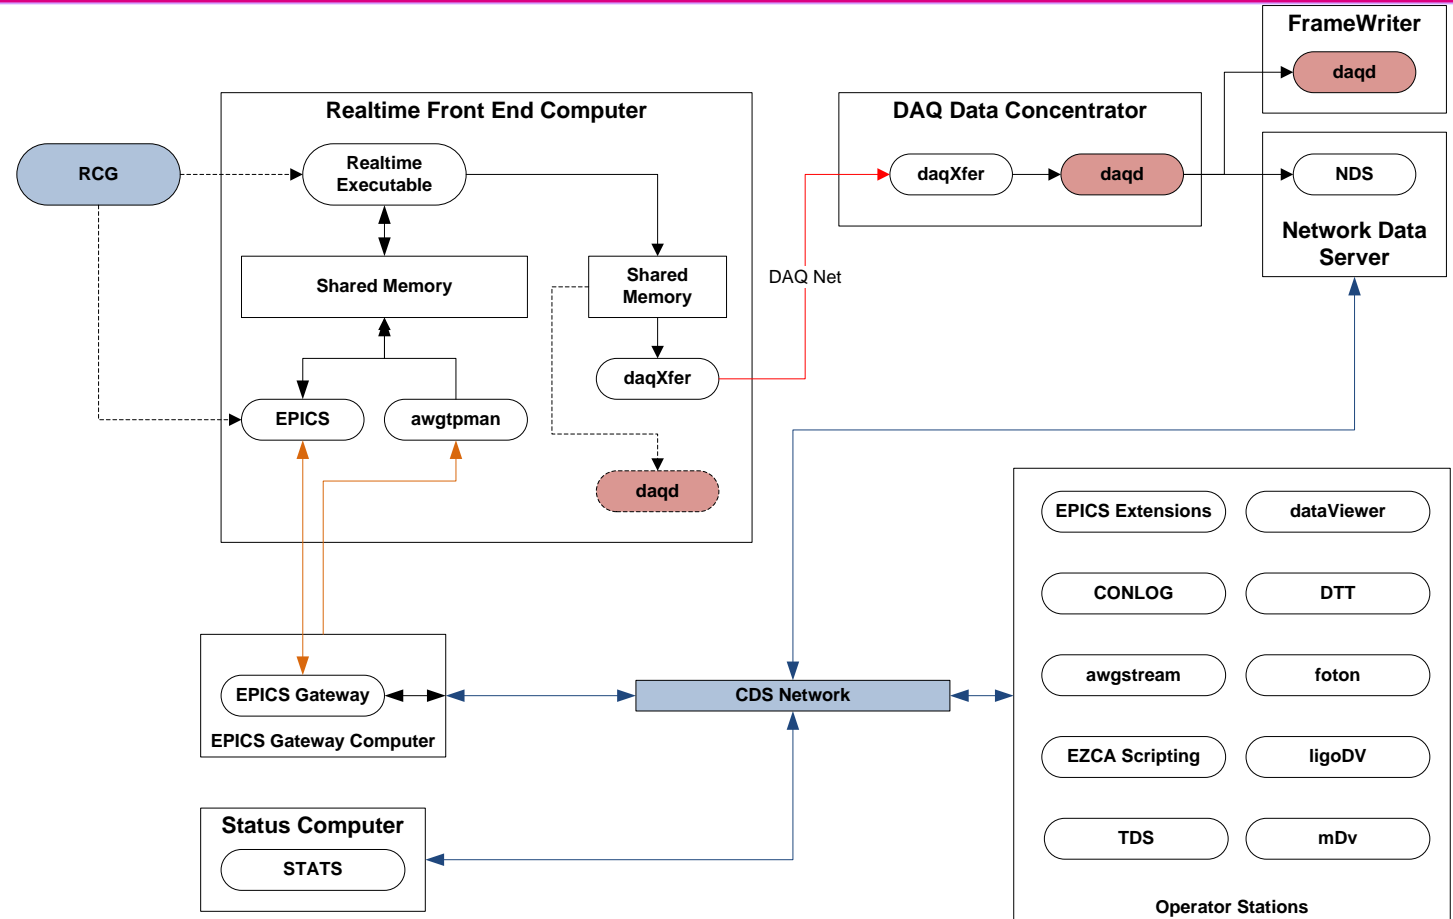 FrameWriter
daqd
Realtime Front End Computer
DAQ Data Concentrator
RCG
Realtime
Executable
daqXfer
daqd
NDS
Network Data
Server
Shared Memory
Shared
Memory
DAQ Net
daqXfer
EPICS
awgtpman
daqd
EPICS Extensions
dataViewer
CONLOG
DTT
awgstream
foton
EZCA Scripting
ligoDV
TDS
mDv
Operator Stations
EPICS Gateway
EPICS Gateway Computer
CDS Network
Status Computer
STATS